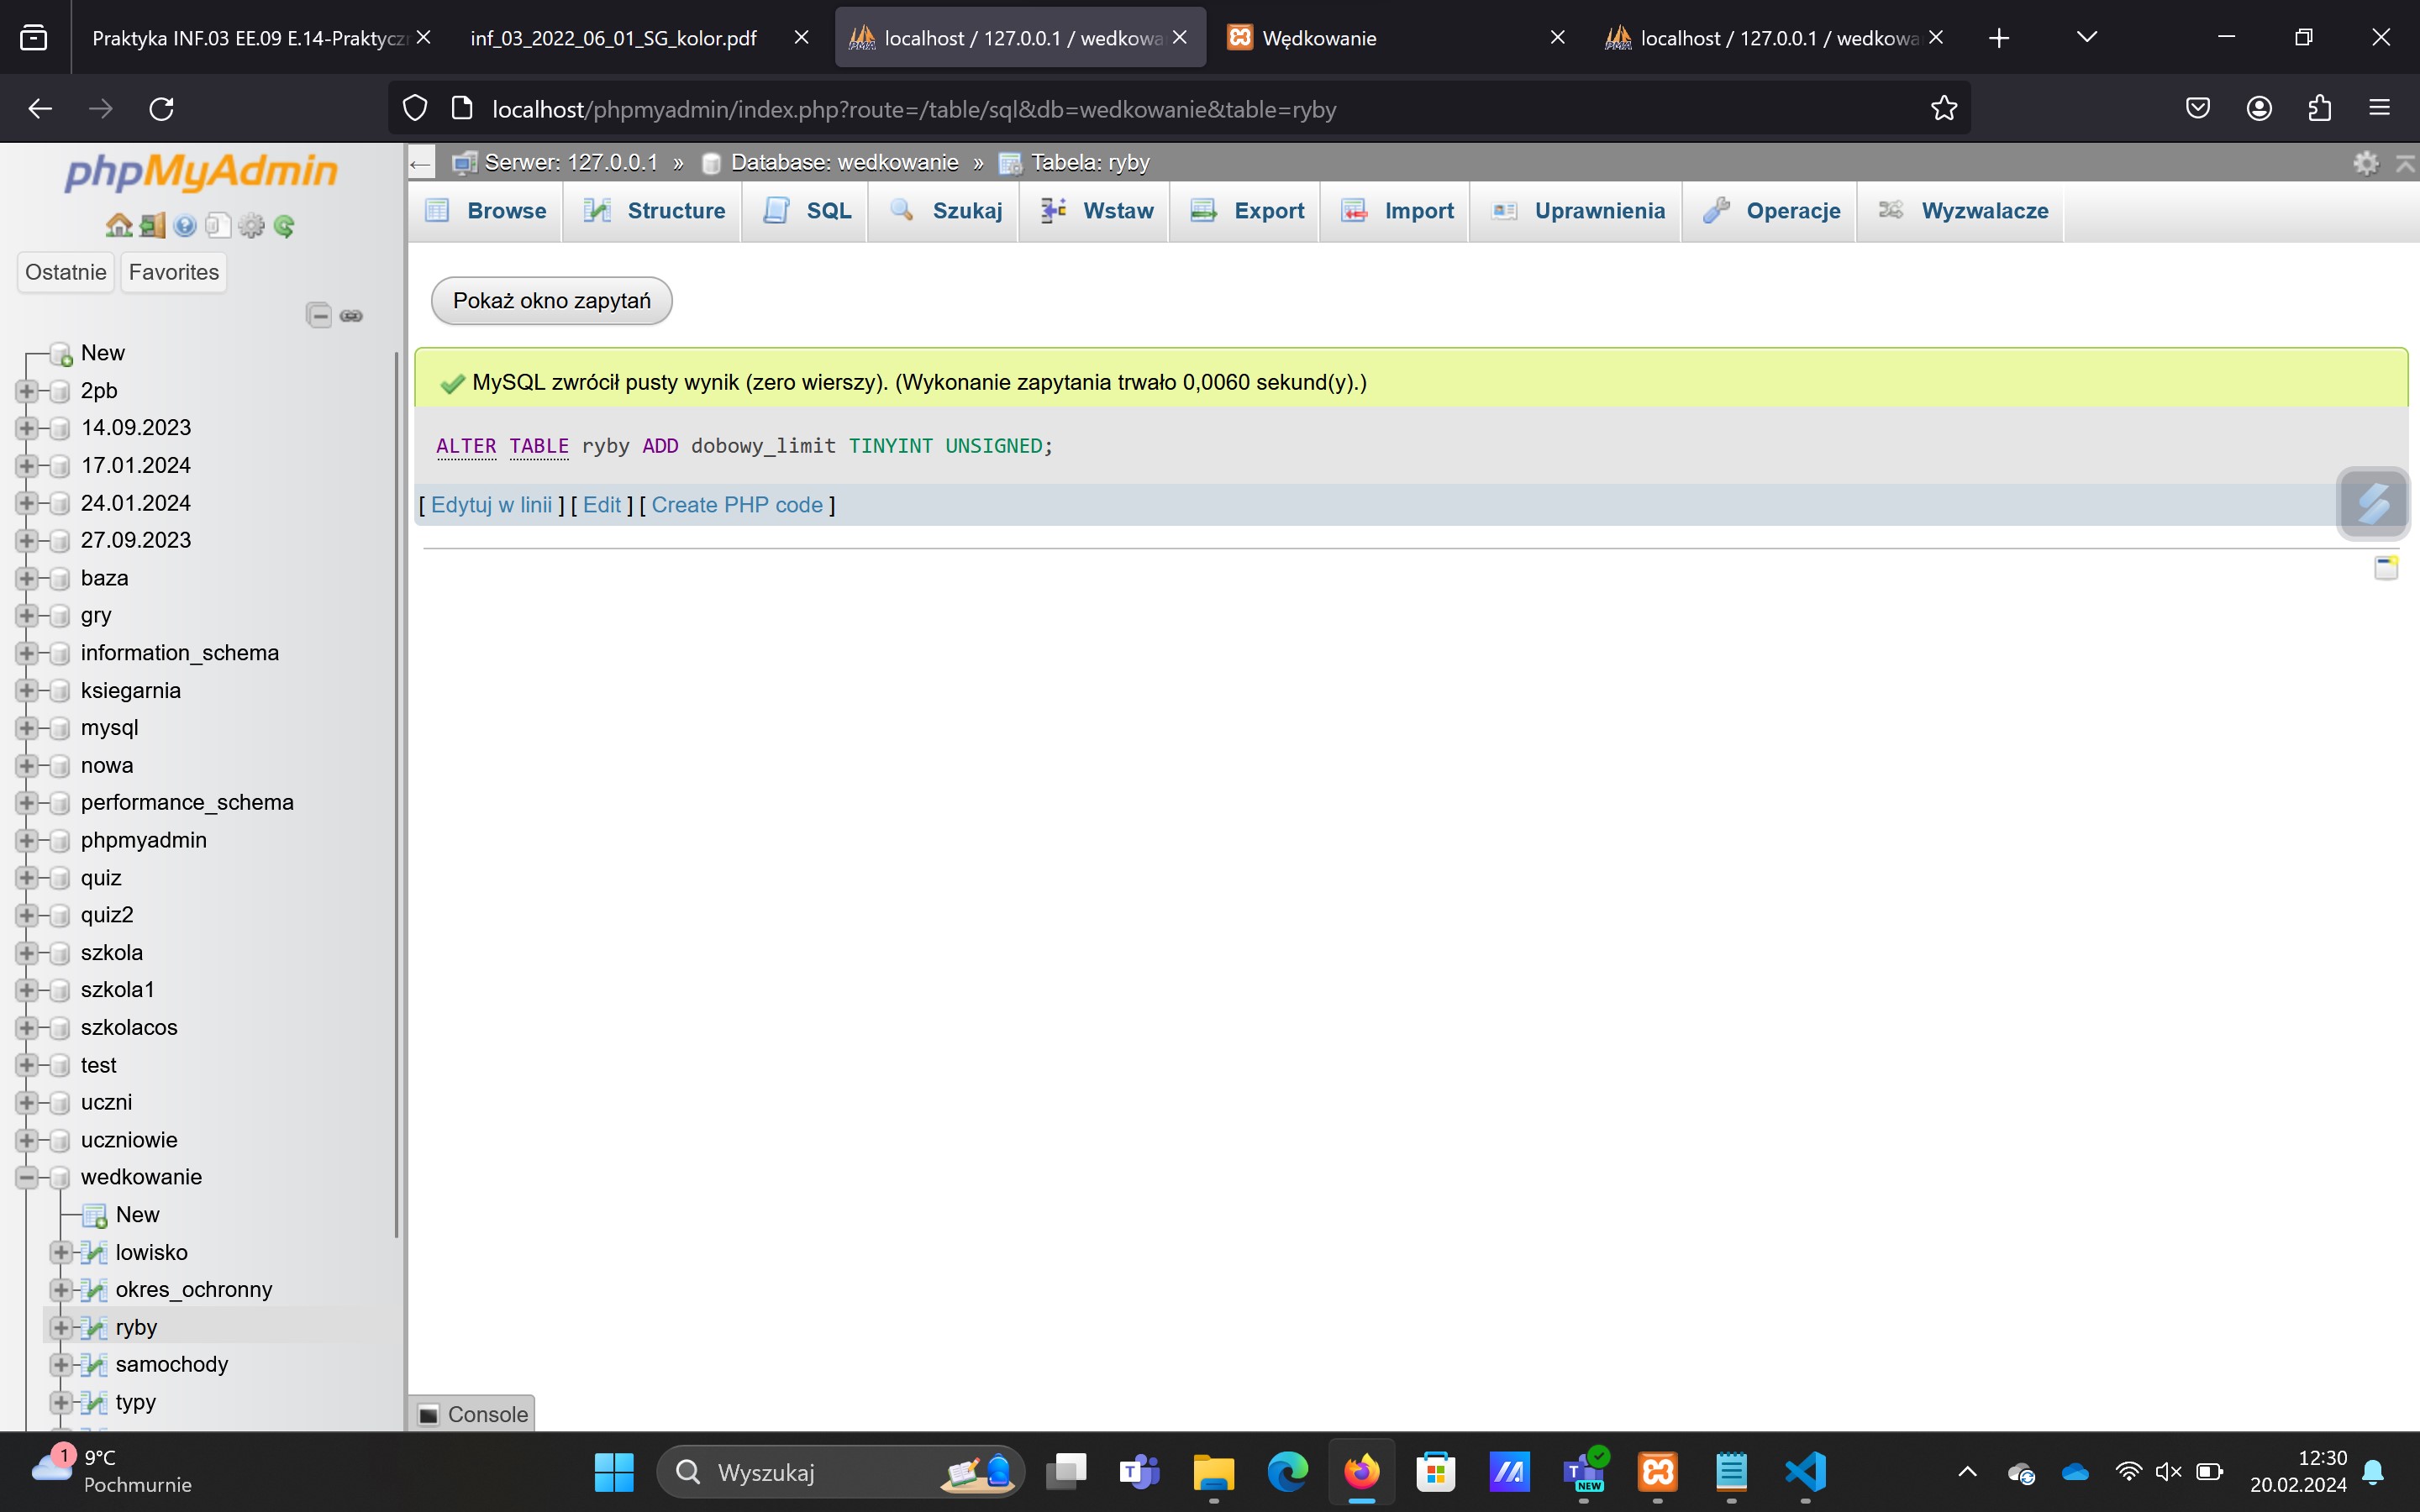 Praktyka INF.03 EE.09 E.14-Praktycz
inf_03_2022_06_01_SG_kolor.pdf
localhost / 127.0.0.1 / wedkowa
Wędkowanie
localhost / 127.0.0.1 / wedkowa
localhost/phpmyadmin/index.php?route=/table/sql&db=wedkowanie&table=ryby
phpMyAdmin
Ostatnie
Favorites
New
2pb
14.09.2023
17.01.2024
24.01.2024
27.09.2023
baza
gry
information_schema
ksiegarnia
mysql
nowa
performance_schema
phpmyadmin
quiz
quiz2
szkola
szkola1
szkolacos
test
uczni
uczniowie
wedkowanie
New
lowisko
okres_ochronny
ryby
samochody
typy
Serwer: 127.0.0.1 » Database: wedkowanie » Tabela: ryby
Browse
Structure
SQL
Szukaj
Wstaw
Export
Import
Uprawnienia
Operacje
Wyzwalacze
Pokaż okno zapytań
MySQL zwrócił pusty wynik (zero wierszy). (Wykonanie zapytania trwało 0,0060 sekund(y).)
ALTER TABLE ryby ADD dobowy_limit TINYINT UNSIGNED;
[ Edytuj w linii ] [ Edit ] [ Create PHP code ]
Console
1
9°C
Pochmurnie
Wyszukaj
NEW
12:30
20.02.2024